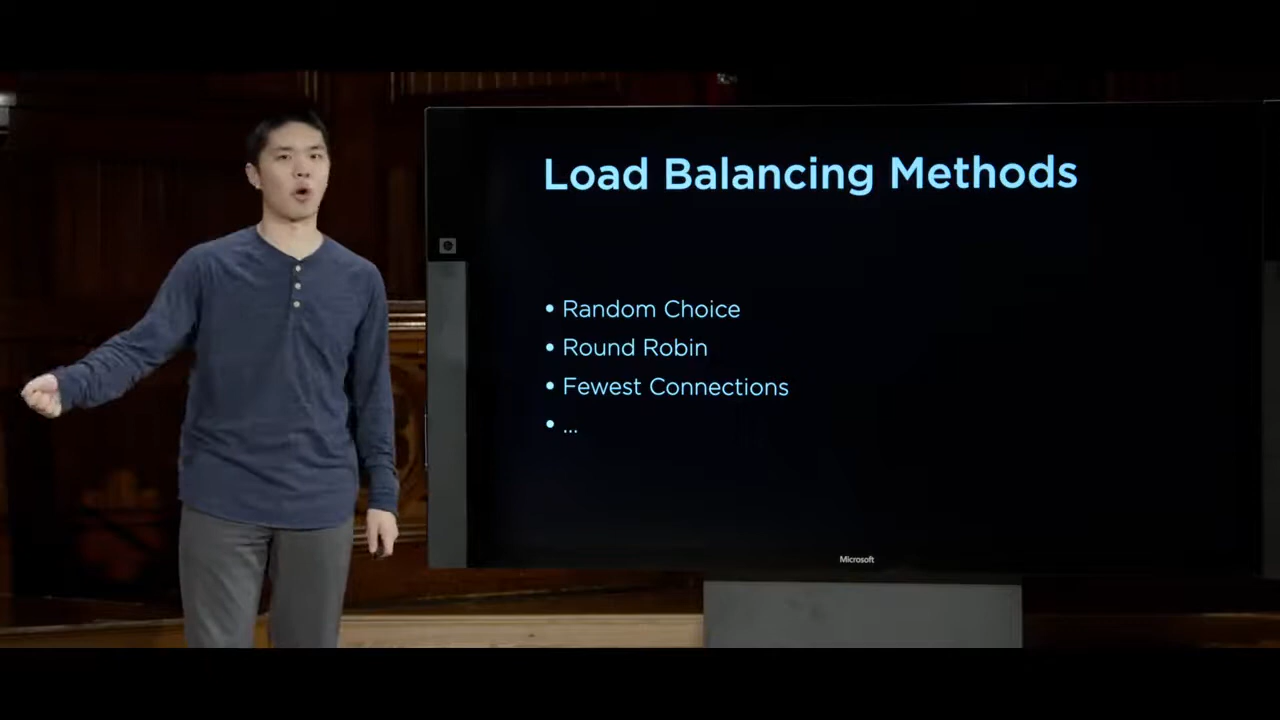 Load Balancing Methods
• Random Choice
• Round Robin
• Fewest Connections
• ...
Microsoft